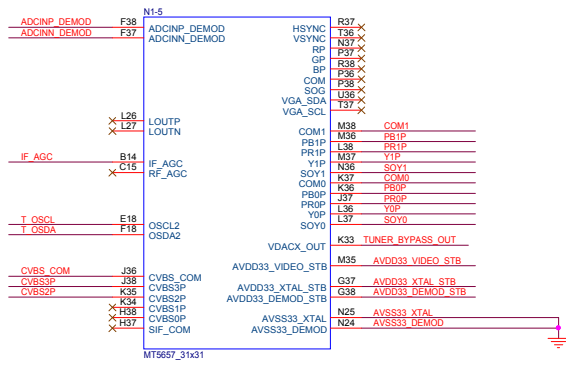 N1-5
ADCINP_DEMOD F38 ADCINP_DEMOD
ADCINN_DEMOD F37 ADCINN_DEMOD
L26 LOUTP
L27 LOUTN
IF_AGC B14 IF_AGC
C15 RF_AGC
T_OSCL E18 OSCL2
T_OSDA F18 OSDA2
CVBS_COM J36 CVBS_COM
CVBS3P J38 CVBS3P
CVBS2P K35 CVBS2P
K34 CVBS1P
H38 CVBS0P
H37 SIF_COM
HSYNC R37
VSYNC T36
RP N37
GP P37
BP R38
COM P36
SOG P38
VGA_SDA U36
VGA_SCL T37
COM1 M38 COM1
PB1P M36 PB1P
PR1P L38 PR1P
Y1P M37 Y1P
SOY1 N36 SOY1
COM0 K37 COM0
PB0P K36 PB0P
PR0P J37 PR0P
Y0P L36 Y0P
SOY0 L37 SOY0
VDACX_OUT K33 TUNER_BYPASS_OUT
AVDD33_VIDEO_STB M35 AVDD33_VIDEO_STB
AVDD33_XTAL_STB G37 AVDD33_XTAL_STB
AVDD33_DEMOD_STB G38 AVDD33_DEMOD_STB
AVSS33_XTAL N25 AVSS33_XTAL
AVSS33_DEMOD N24 AVSS33_DEMOD
MT5657_31x31